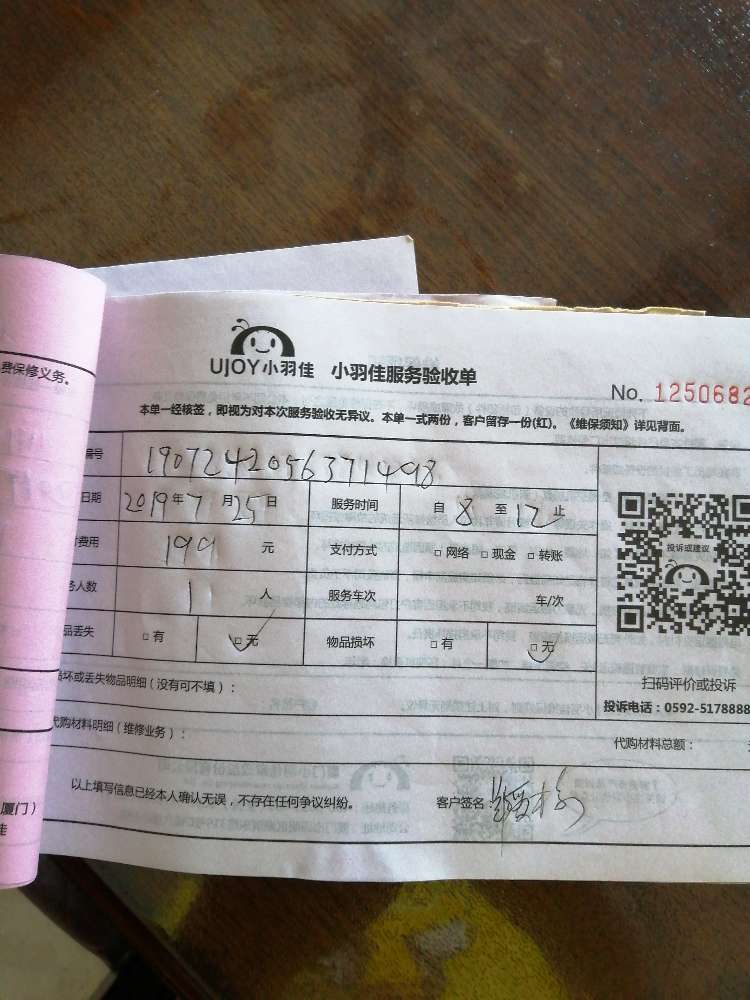 费保修义务。
UJOY小羽佳 小羽佳服务验收单
No. 1250682
本单一经核签，即视为对本次服务验收无异议。本单一式两份，客户留存一份(红)。《维保须知》详见背面。
编号 1907242056371498
日期 2019年7月25日 服务时间 自8至12止
费用 199 元 支付方式 □网络 □现金 □转账
人数 1 人 服务车次 车/次
品丢失 □有 □无 物品损坏 □有 □无
投诉或建议
扫码评价或投诉
投诉电话：0592-5178888
坏或丢失物品明细（没有可不填）：
代购材料明细（维修业务）： 代购材料总额：
以上填写信息已经本人确认无误，不存在任何争议纠纷。 客户签名
厦门）
佳